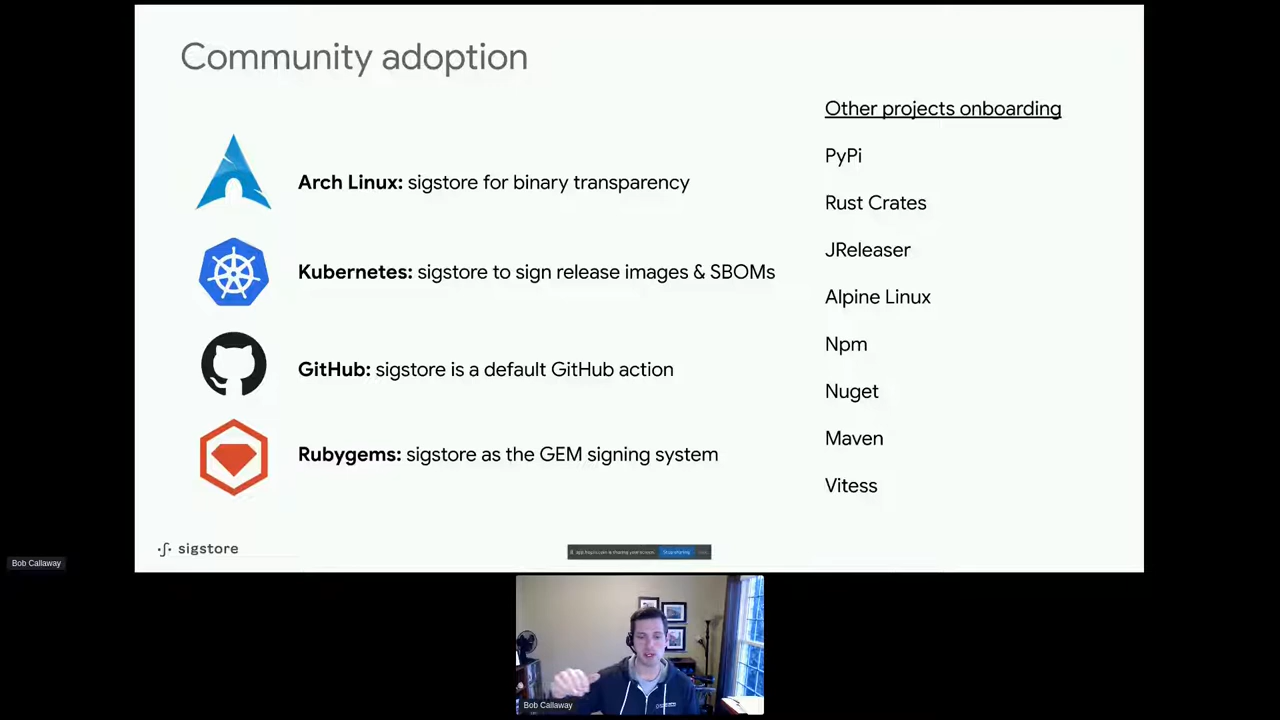 Community adoption
Arch Linux: sigstore for binary transparency
Kubernetes: sigstore to sign release images & SBOMs
GitHub: sigstore is a default GitHub action
Rubygems: sigstore as the GEM signing system
Other projects onboarding
PyPi
Rust Crates
JReleaser
Alpine Linux
Npm
Nuget
Maven
Vitess
sigstore
Stop sharing
Bob Callaway
Bob Callaway